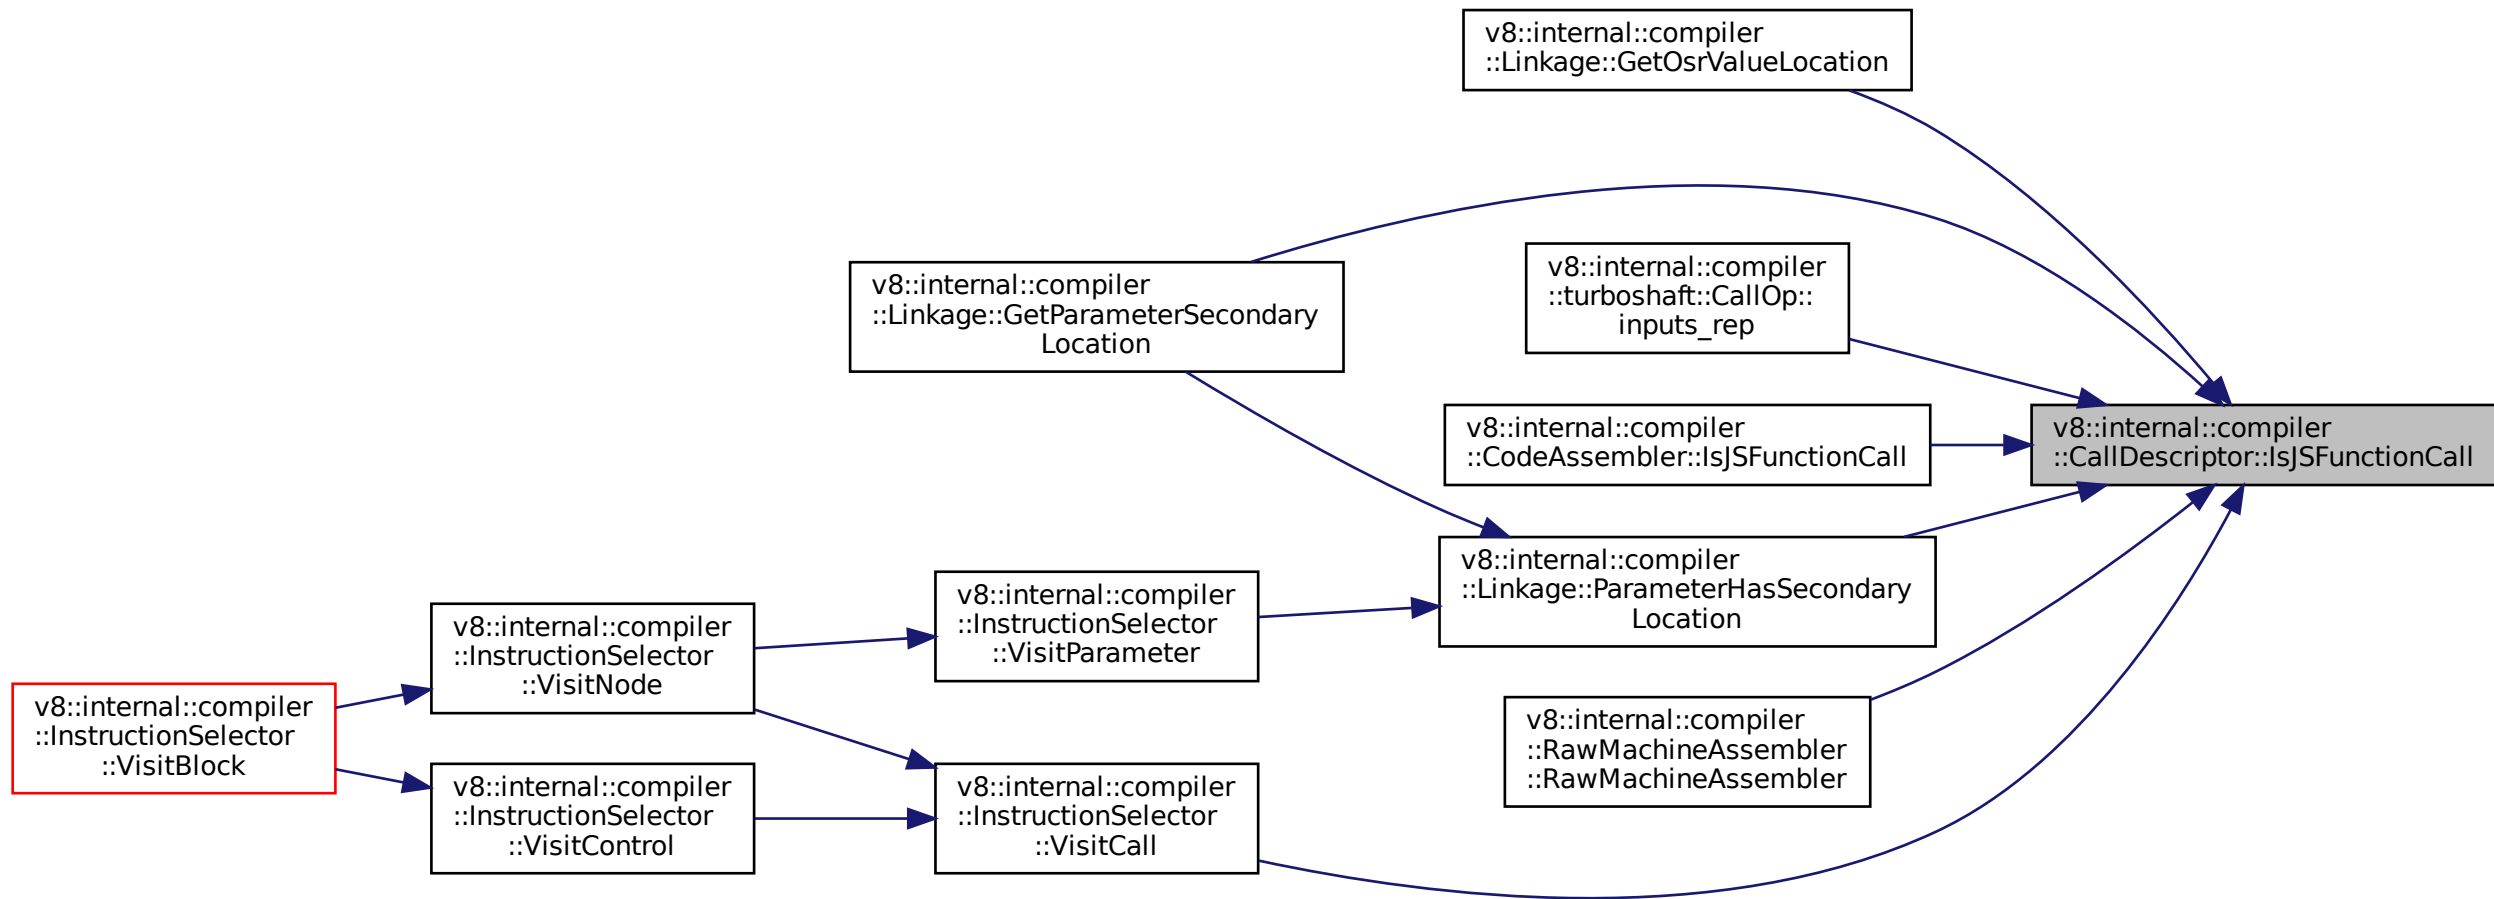 v8::internal::compiler
::Linkage::GetOsrValueLocation
v8::internal::compiler
::Linkage::GetParameterSecondary
Location
v8::internal::compiler
::turboshaft::CallOp::
inputs_rep
v8::internal::compiler
::CodeAssembler::IsJSFunctionCall
v8::internal::compiler
::CallDescriptor::IsJSFunctionCall
v8::internal::compiler
::Linkage::ParameterHasSecondary
Location
v8::internal::compiler
::InstructionSelector
::VisitParameter
v8::internal::compiler
::InstructionSelector
::VisitNode
v8::internal::compiler
::InstructionSelector
::VisitBlock
v8::internal::compiler
::RawMachineAssembler
::RawMachineAssembler
v8::internal::compiler
::InstructionSelector
::VisitControl
v8::internal::compiler
::InstructionSelector
::VisitCall